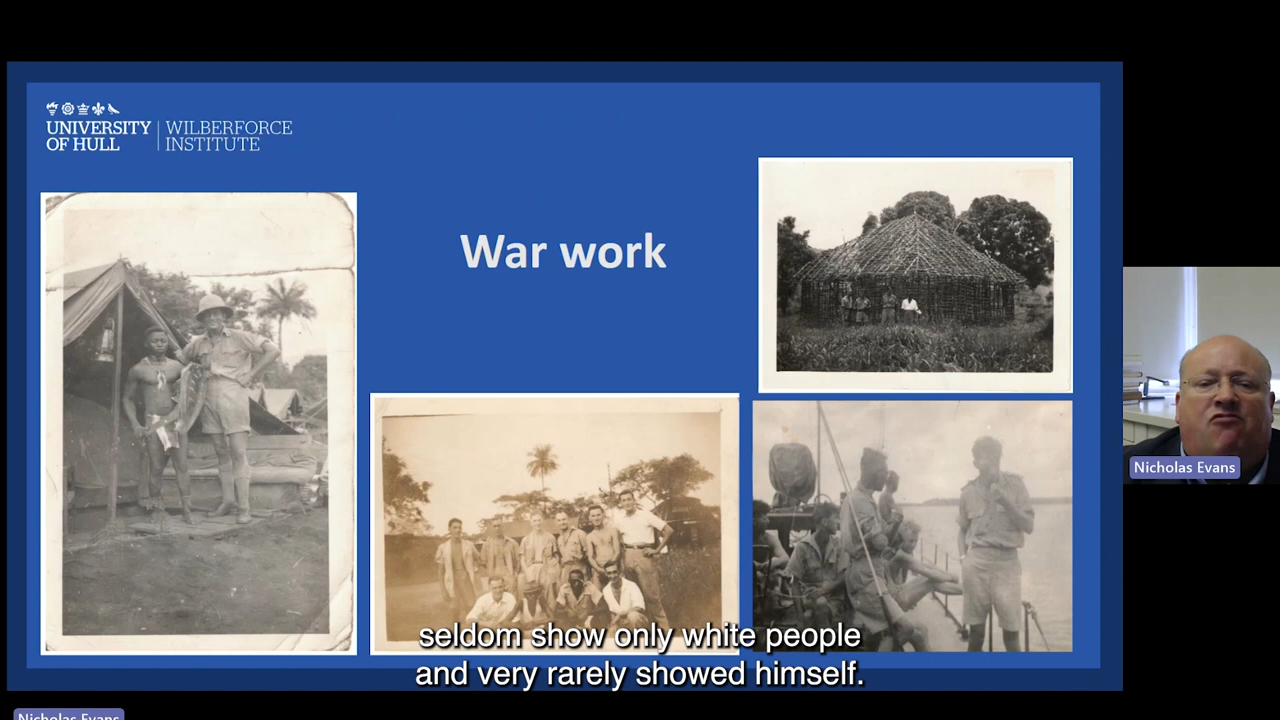 UNIVERSITY
OF HULL
WILBERFORCE
INSTITUTE
War work
Nicholas Evans
seldom show only white people
and very rarely showed himself.
Nicholas Evans